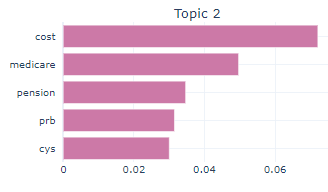 Topic 2
cost
medicare
pension
prb
cys
0 0.02 0.04 0.06